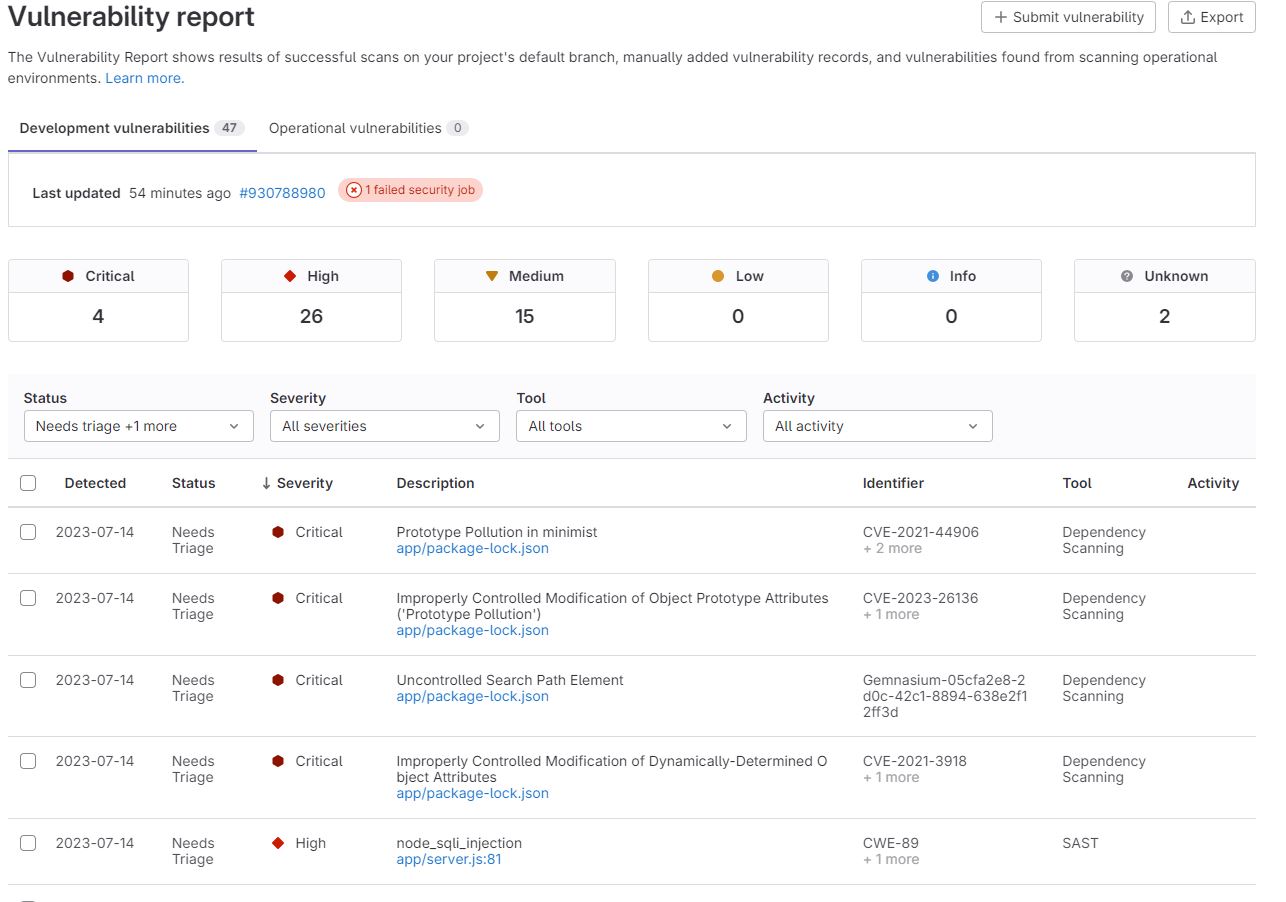 Vulnerability report
+ Submit vulnerability
Export
The Vulnerability Report shows results of successful scans on your project's default branch, manually added vulnerability records, and vulnerabilities found from scanning operational
environments. Learn more.
Development vulnerabilities 47
Operational vulnerabilities 0
Last updated 54 minutes ago #930788980 1 failed security job
Critical
4
High
26
Medium
15
Low
0
Info
0
Unknown
2
Status
Needs triage +1 more
Severity
All severities
Tool
All tools
Activity
All activity
Detected Status ↓ Severity Description Identifier Tool Activity
2023-07-14
Needs
Triage
Critical
Prototype Pollution in minimist
app/package-lock.json
CVE-2021-44906
+ 2 more
Dependency
Scanning
2023-07-14
Needs
Triage
Critical
Improperly Controlled Modification of Object Prototype Attributes
('Prototype Pollution')
app/package-lock.json
CVE-2023-26136
+ 1 more
Dependency
Scanning
2023-07-14
Needs
Triage
Critical
Uncontrolled Search Path Element
app/package-lock.json
Gemnasium-05cfa2e8-2
d0c-42c1-8894-638e2f1
2ff3d
Dependency
Scanning
2023-07-14
Needs
Triage
Critical
Improperly Controlled Modification of Dynamically-Determined O
bject Attributes
app/package-lock.json
CVE-2021-3918
+ 1 more
Dependency
Scanning
2023-07-14
Needs
Triage
High
node_sqli_injection
app/server.js:81
CWE-89
+ 1 more
SAST